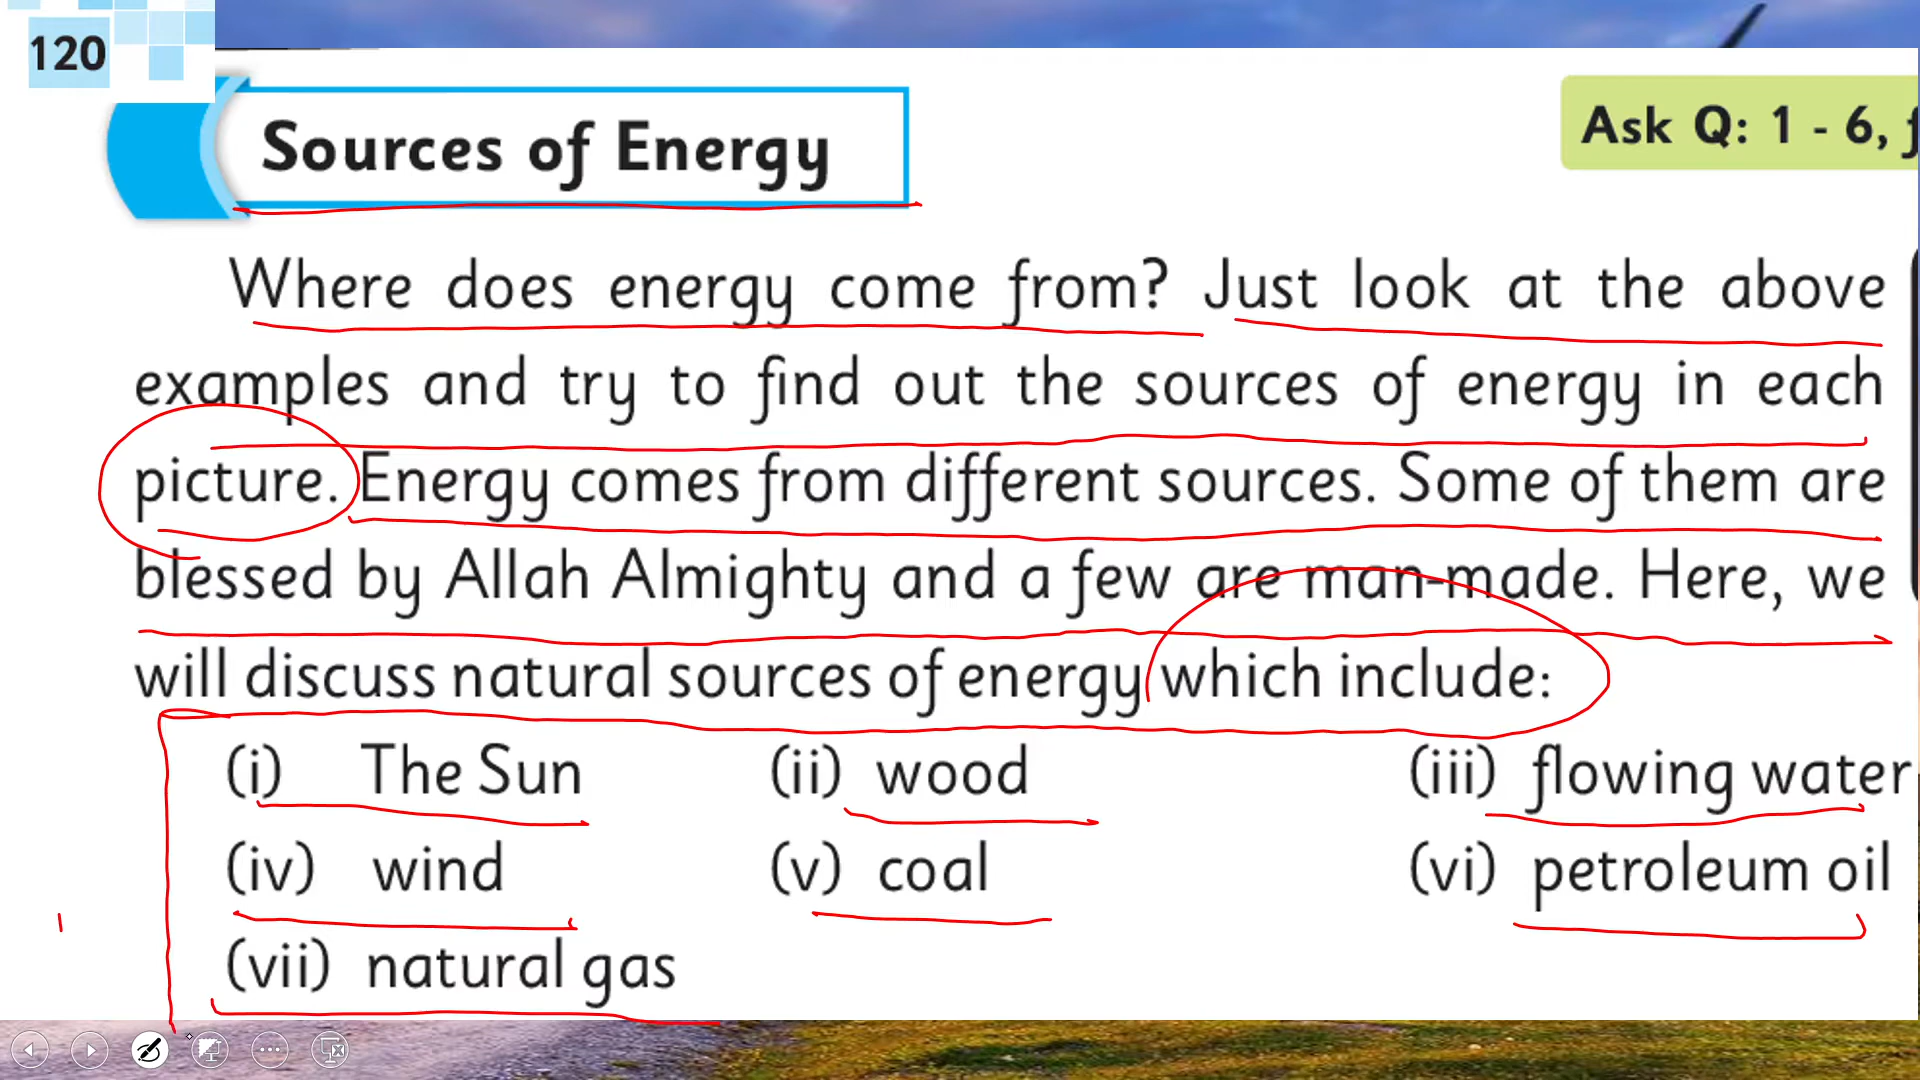 120
Sources of Energy
Ask Q: 1 - 6,
Where does energy come from? Just look at the above
examples and try to find out the sources of energy in each
picture. Energy comes from different sources. Some of them are
blessed by Allah Almighty and a few are man-made. Here, we
will discuss natural sources of energy which include:
(i) The Sun (ii) wood (iii) flowing water
(iv) wind (v) coal (vi) petroleum oil
(vii) natural gas